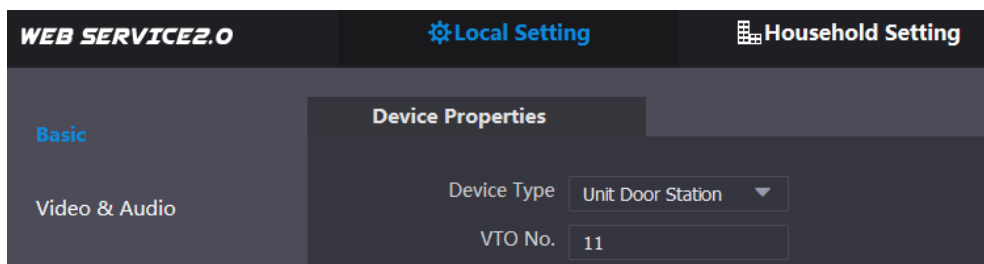 WEB SERVICE2.0 Local Setting Household Setting
Basic
Device Properties
Video & Audio
Device Type Unit Door Station
VTO No. 11